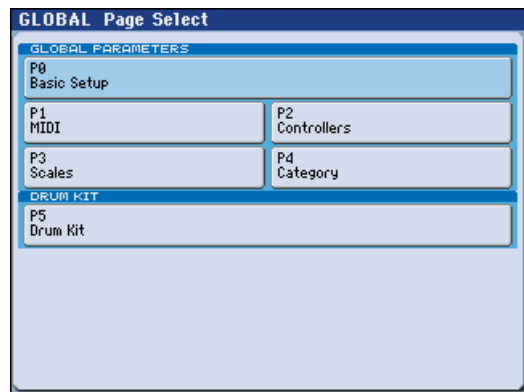 GLOBAL Page Select
GLOBAL PARAMETERS
P0
Basic Setup
P1
MIDI
P2
Controllers
P3
Scales
P4
Category
DRUM KIT
P5
Drum Kit